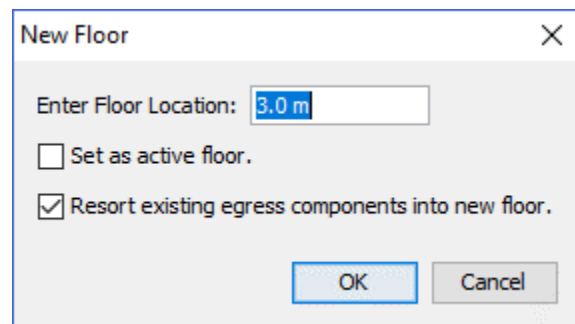 New Floor
Enter Floor Location: 3.0 m
Set as active floor.
Resort existing egress components into new floor.
OK Cancel